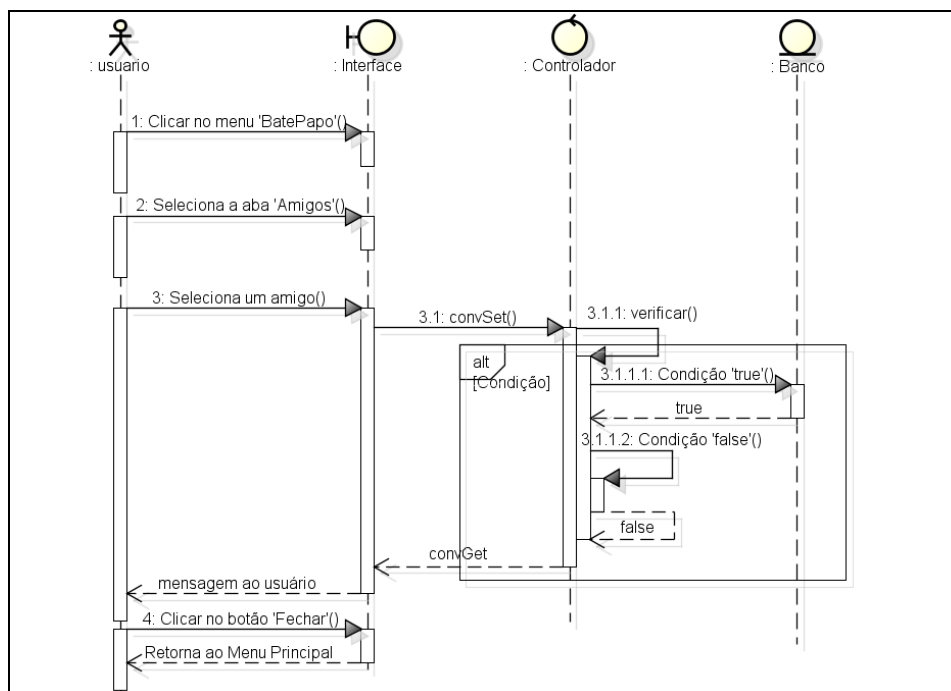 : usuario
: Interface
: Controlador
: Banco
1: Clicar no menu 'BatePapo'()
2: Seleciona a aba 'Amigos'()
3: Seleciona um amigo()
3.1: convSet()
3.1.1: verificar()
alt
[Condição]
3.1.1.1: Condição 'true'()
true
3.1.1.2: Condição 'false'()
false
convGet
mensagem ao usuário
4: Clicar no botão 'Fechar'()
Retorna ao Menu Principal